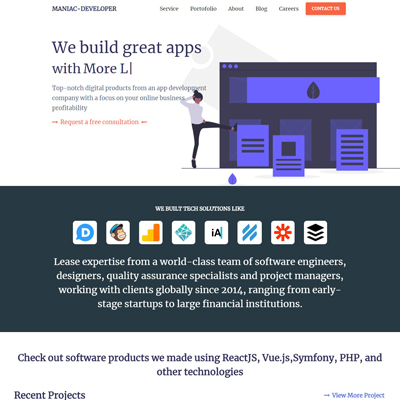 MANIAC-DEVELOPER
Service Portofolio About Blog Careers CONTACT US
We build great apps
with More L|
Top-notch digital products from an app development
company with a focus on your online business
profitability
Request a free consultation
WE BUILT TECH SOLUTIONS LIKE
iA
Lease expertise from a world-class team of software engineers,
designers, quality assurance specialists and project managers,
working with clients globally since 2014, ranging from early-
stage startups to large financial institutions.
Check out software products we made using ReactJS, Vue.js,Symfony, PHP, and
other technologies
Recent Projects
View More Project